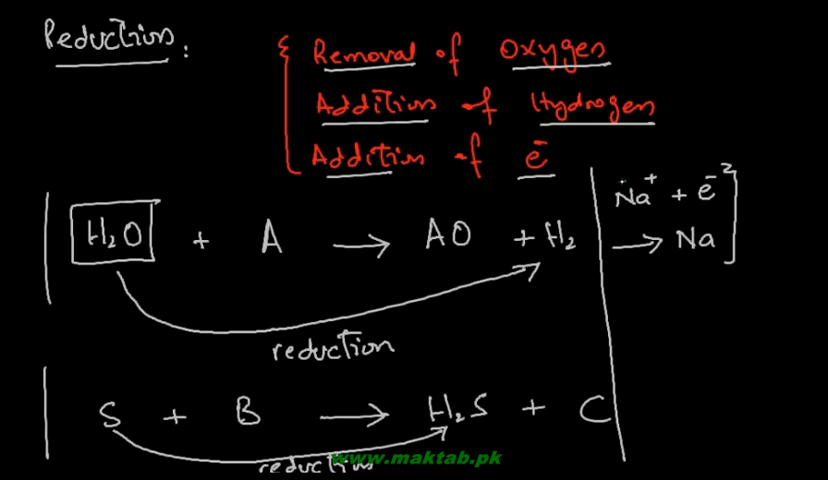 Reduction:
{ Removal of Oxygen
Addition of Hydrogen
Addition of e⁻
H₂O + A → AO + H₂
Na⁺ + e⁻
→ Na
reduction
S + B → H₂S + C
reduction
www.maktab.pk